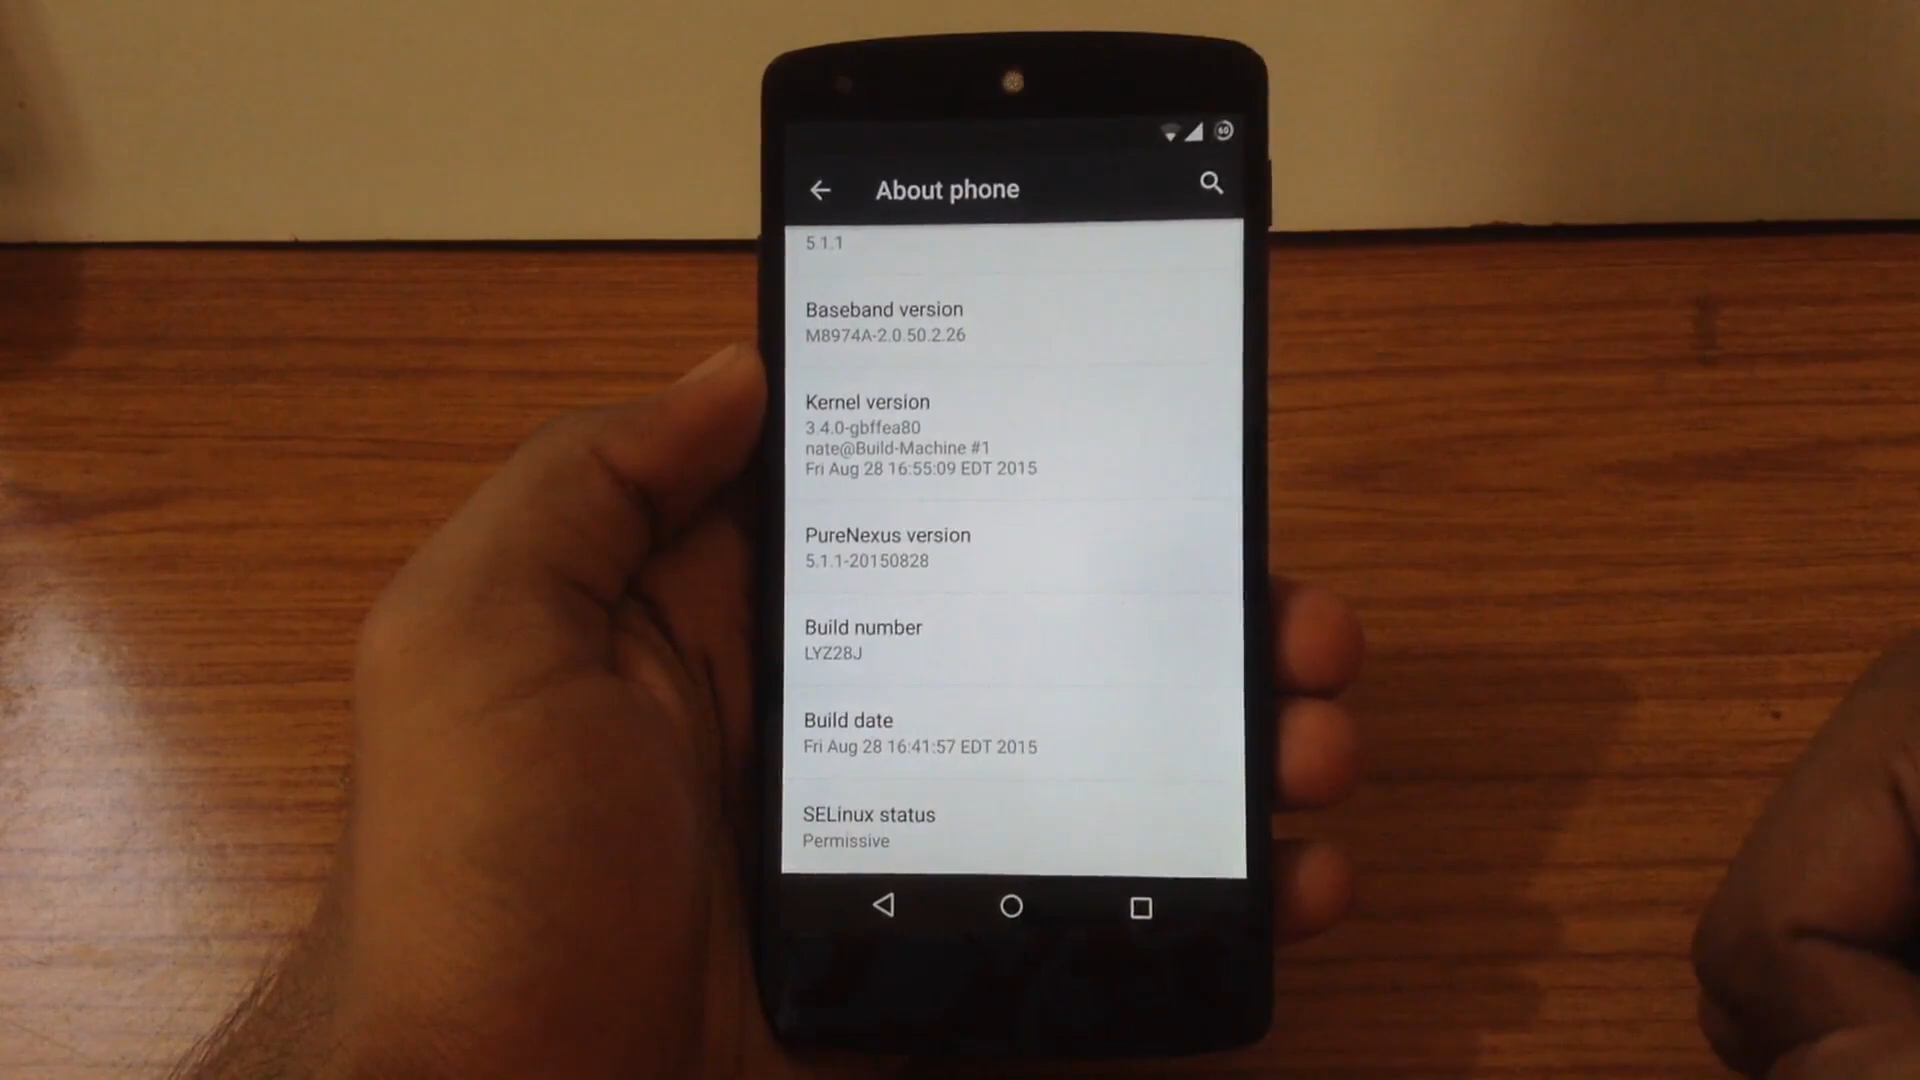 60
About phone
5.1.1
Baseband version
M8974A-2.0.50.2.26
Kernel version
3.4.0-gbffea80
nate@Build-Machine #1
Fri Aug 28 16:55:09 EDT 2015
PureNexus version
5.1.1-20150828
Build number
LYZ28J
Build date
Fri Aug 28 16:41:57 EDT 2015
SELinux status
Permissive